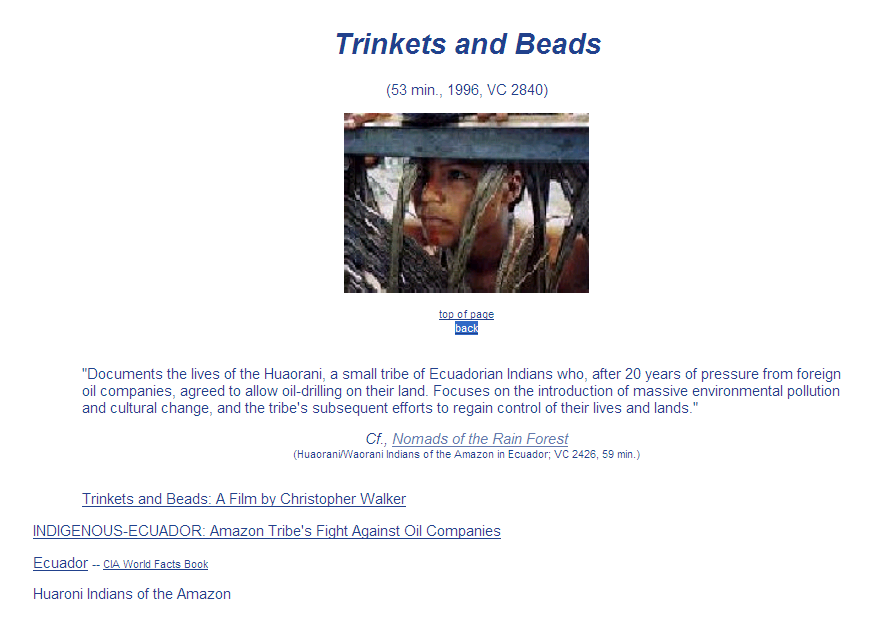 Trinkets and Beads
(53 min., 1996, VC 2840)
top of page
back
"Documents the lives of the Huaorani, a small tribe of Ecuadorian Indians who, after 20 years of pressure from foreign
oil companies, agreed to allow oil-drilling on their land. Focuses on the introduction of massive environmental pollution
and cultural change, and the tribe's subsequent efforts to regain control of their lives and lands."
Cf., Nomads of the Rain Forest
(Huaorani/Waorani Indians of the Amazon in Ecuador; VC 2426, 59 min.)
Trinkets and Beads: A Film by Christopher Walker
INDIGENOUS-ECUADOR: Amazon Tribe's Fight Against Oil Companies
Ecuador -- CIA World Facts Book
Huaroni Indians of the Amazon